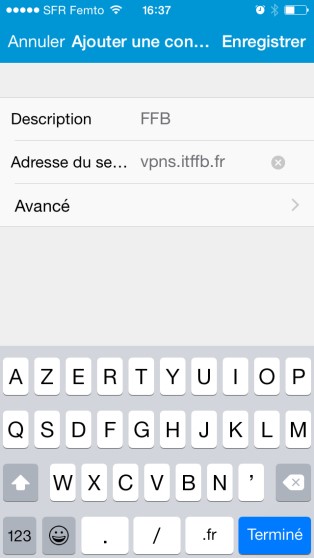 SFR Femto 16:37
Annuler Ajouter une con... Enregistrer
Description FFB
Adresse du se... vpns.itffb.fr
Avancé
A Z E R T Y U I O P
Q S D F G H J K L M
W X C V B N '
123 . / .fr Terminé